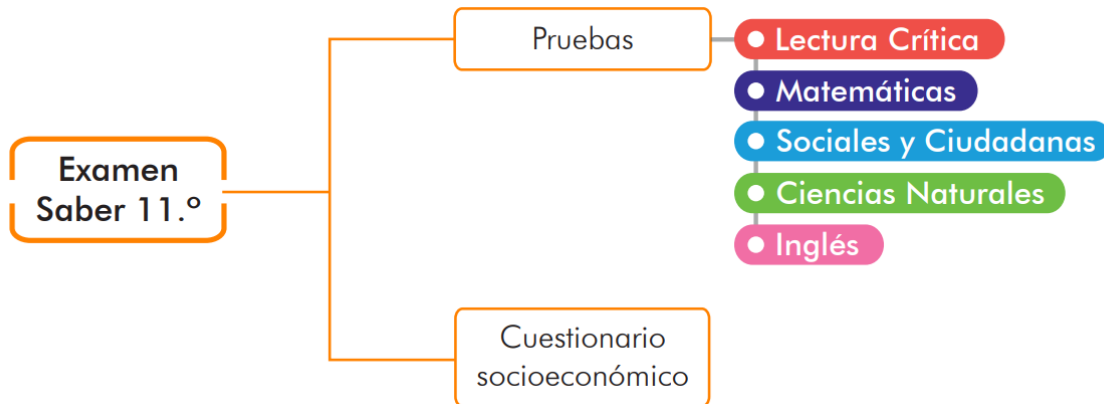 Examen
Saber 11.º
Pruebas
Lectura Crítica
Matemáticas
Sociales y Ciudadanas
Ciencias Naturales
Inglés
Cuestionario
socioeconómico